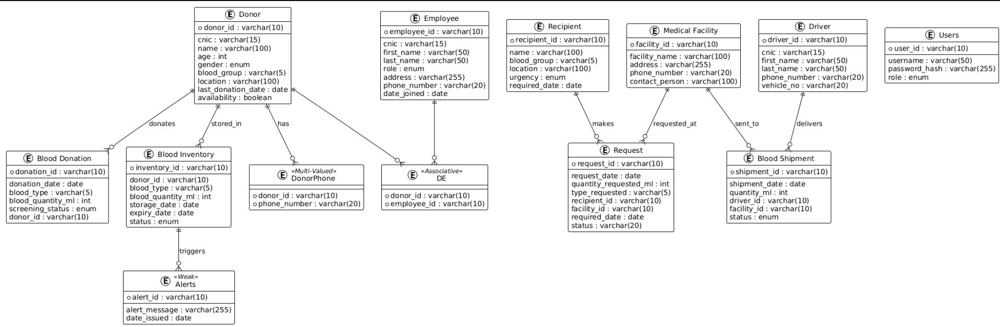 E Donor
donor_id : varchar(10)
cnic : varchar(15)
name : varchar(100)
age : int
gender : enum
blood_group : varchar(5)
location : varchar(100)
last_donation_date : date
availability : boolean
E Employee
employee_id : varchar(10)
cnic : varchar(15)
first_name : varchar(50)
last_name : varchar(50)
role : enum
address : varchar(255)
phone_number : varchar(20)
date_joined : date
E Recipient
recipient_id : varchar(10)
name : varchar(100)
blood_group : varchar(5)
location : varchar(100)
urgency : enum
required_date : date
E Medical Facility
facility_id : varchar(10)
facility_name : varchar(100)
address : varchar(255)
phone_number : varchar(20)
contact_person : varchar(100)
E Driver
driver_id : varchar(10)
cnic : varchar(15)
first_name : varchar(50)
last_name : varchar(50)
phone_number : varchar(20)
vehicle_no : varchar(20)
E Users
user_id : varchar(10)
username : varchar(50)
password_hash : varchar(255)
role : enum
donates
stored_in
has
makes
requested_at
sent_to
delivers
E Blood Donation
donation_id : varchar(10)
donation_date : date
blood_type : varchar(5)
blood_quantity_ml : int
screening_status : enum
donor_id : varchar(10)
E Blood Inventory
inventory_id : varchar(10)
donor_id : varchar(10)
blood_type : varchar(5)
blood_quantity_ml : int
storage_date : date
expiry_date : date
status : enum
«Multi-Valued»
E DonorPhone
donor_id : varchar(10)
phone_number : varchar(20)
«Associative»
E DE
donor_id : varchar(10)
employee_id : varchar(10)
E Request
request_id : varchar(10)
request_date : date
quantity_requested_ml : int
type_requested : varchar(5)
recipient_id : varchar(10)
facility_id : varchar(10)
required_date : date
status : varchar(20)
E Blood Shipment
shipment_id : varchar(10)
shipment_date : date
quantity_ml : int
driver_id : varchar(10)
facility_id : varchar(10)
status : enum
triggers
«Weak»
E Alerts
alert_id : varchar(10)
alert_message : varchar(255)
date_issued : date